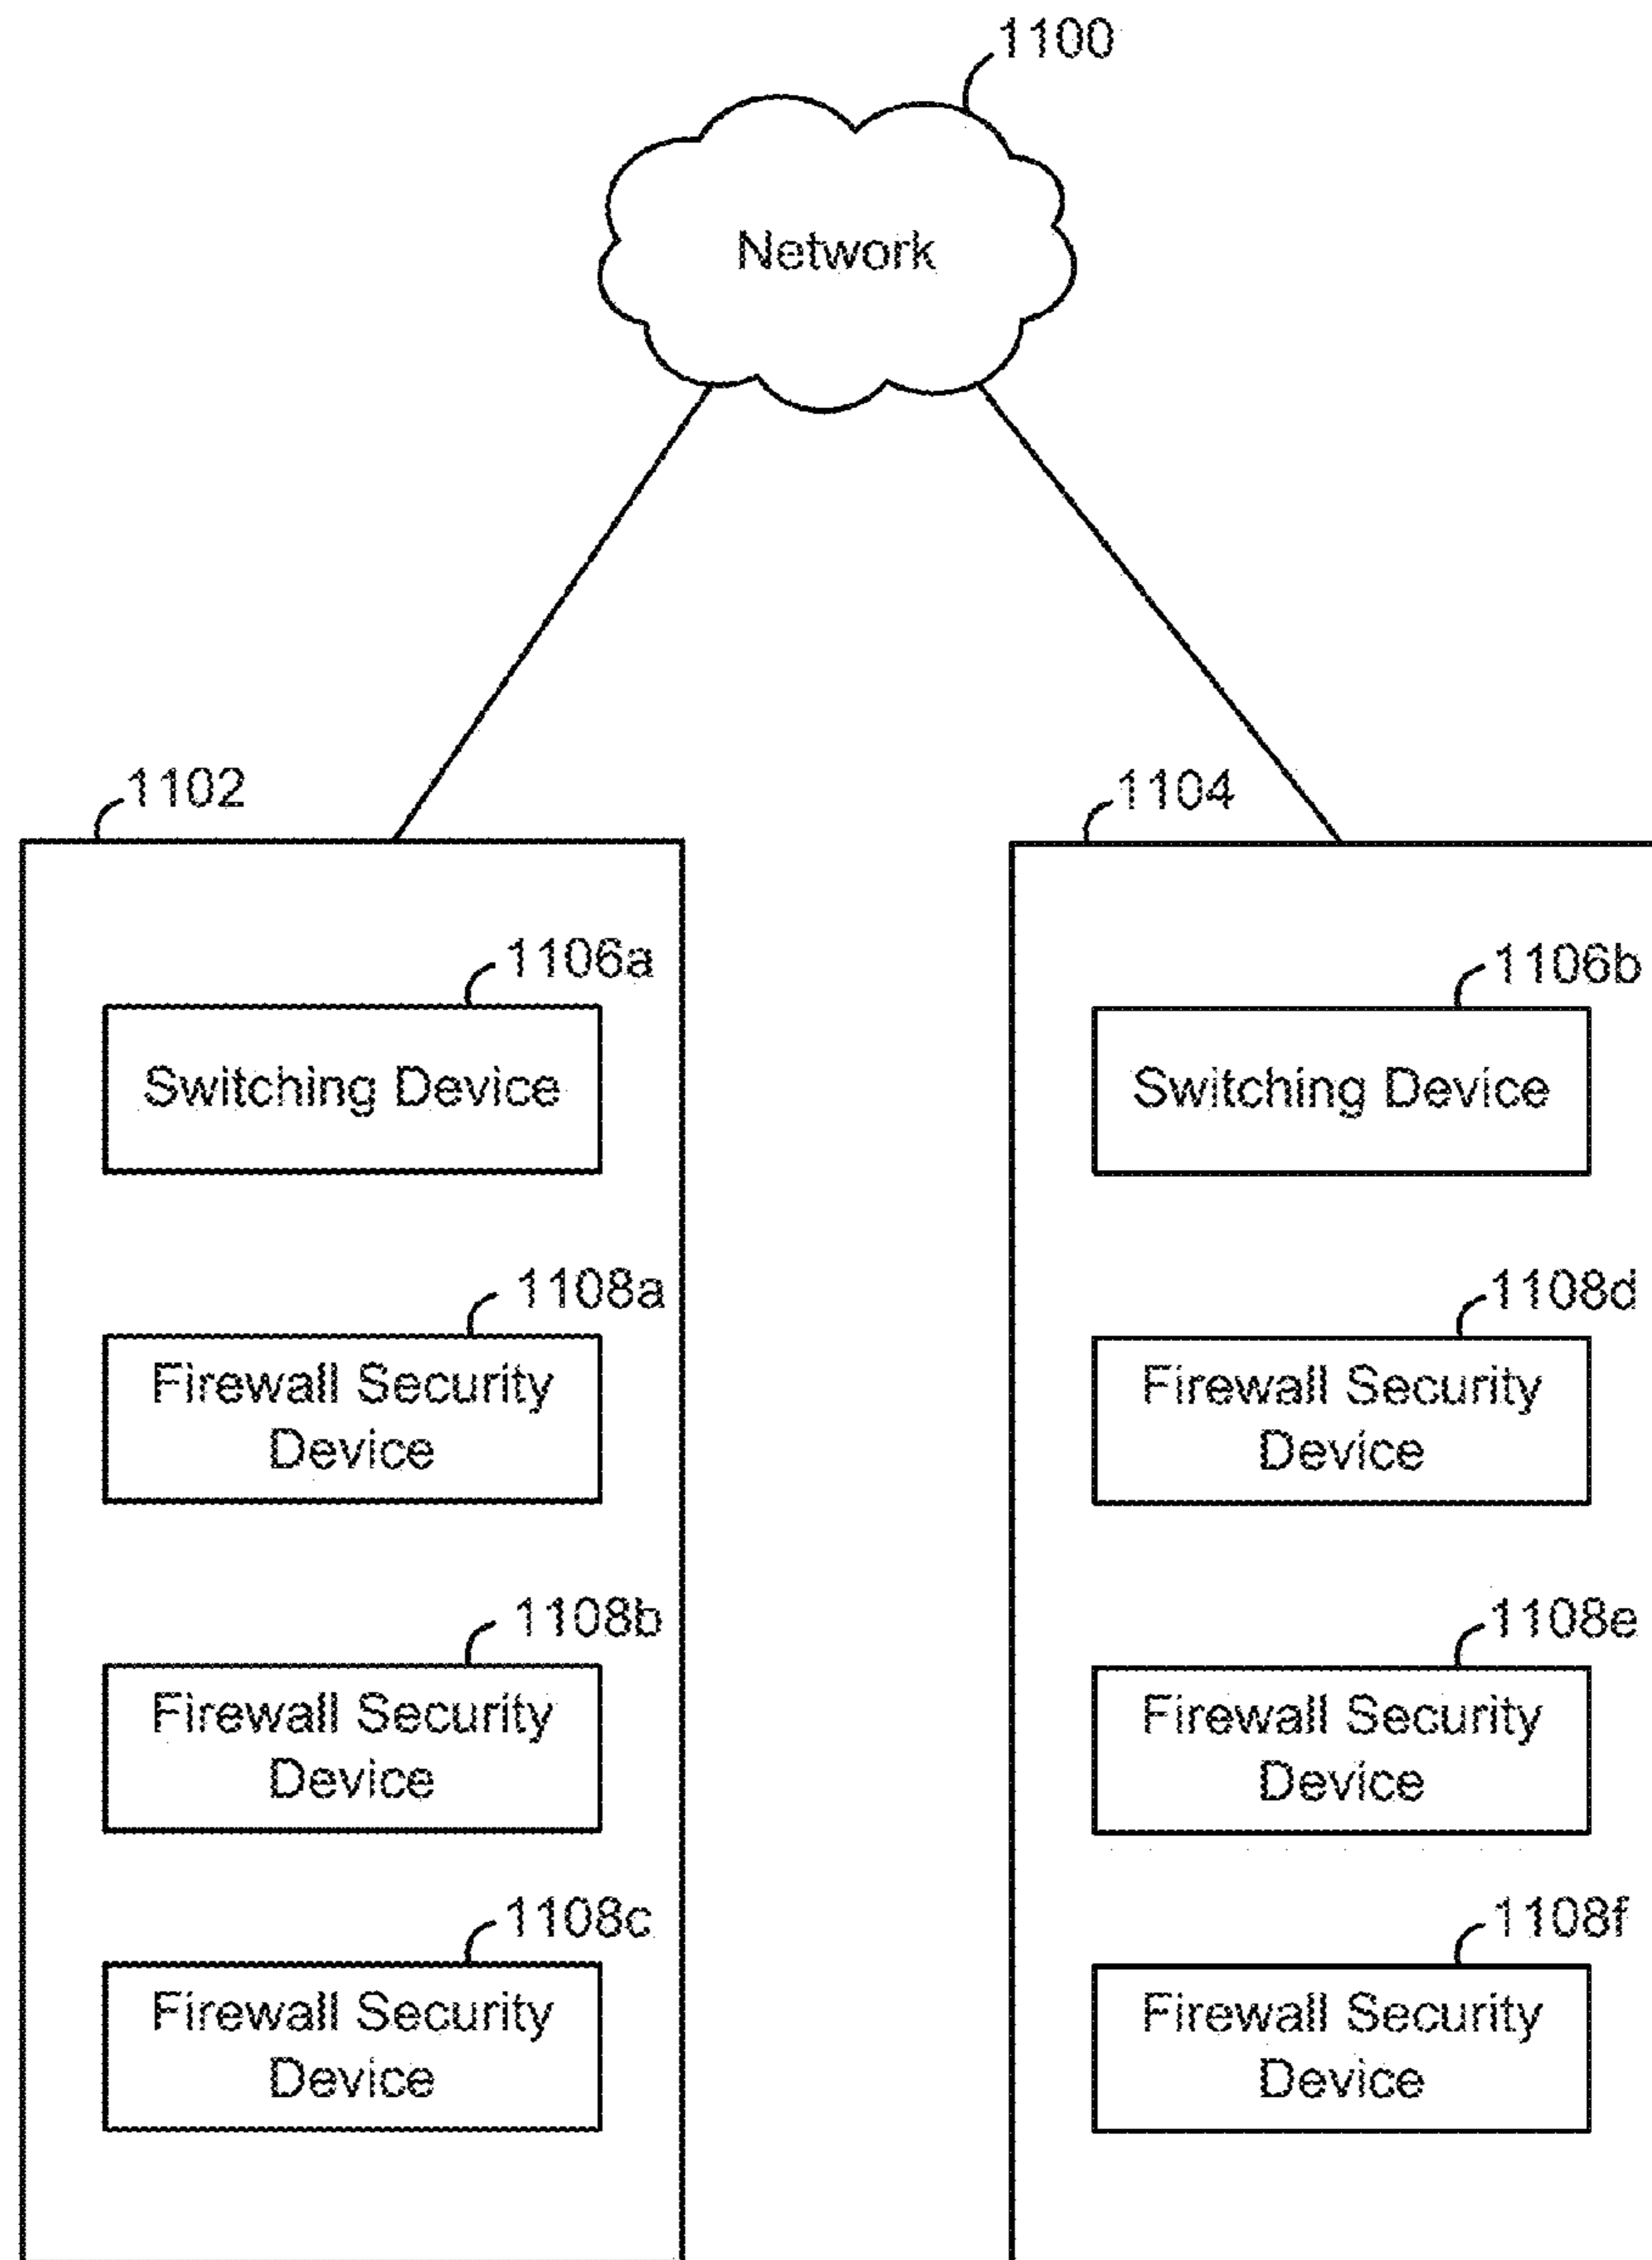 1100
Network
1102
1104
1106a
1106b
Switching Device
Switching Device
1108a
1108d
Firewall Security
Device
Firewall Security
Device
1108b
1108e
Firewall Security
Device
Firewall Security
Device
1108c
1108f
Firewall Security
Device
Firewall Security
Device